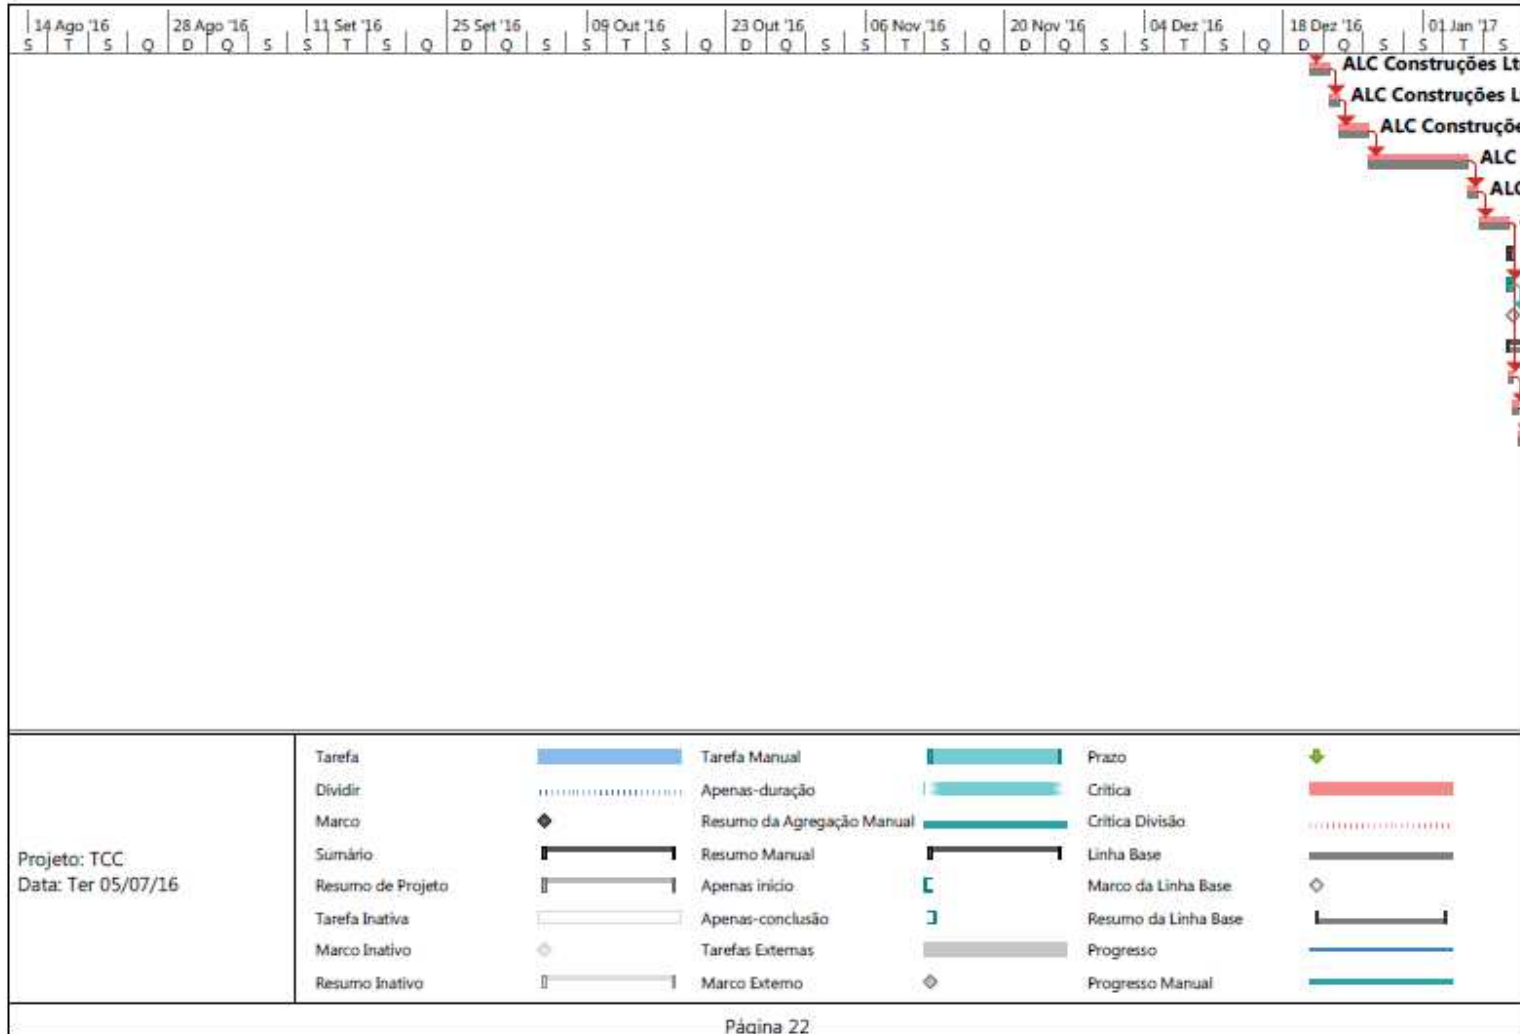 14 Ago '16 28 Ago '16 11 Set '16 25 Set '16 09 Out '16 23 Out '16 06 Nov '16 20 Nov '16 04 Dez '16 18 Dez '16 01 Jan '17
S T S Q D Q S S T S Q D Q S S T S Q D Q S S T S Q D Q S S T S Q D Q S S T S
ALC Construções Lt
ALC Construções L
ALC Construçõe
ALC
ALC
Tarefa Tarefa Manual Prazo
Dividir Apenas-duração Crítica
Marco Resumo da Agregação Manual Crítica Divisão
Sumário Resumo Manual Linha Base
Resumo de Projeto Apenas início Marco da Linha Base
Tarefa Inativa Apenas-conclusão Resumo da Linha Base
Marco Inativo Tarefas Externas Progresso
Resumo Inativo Marco Externo Progresso Manual
Projeto: TCC
Data: Ter 05/07/16
Página 22